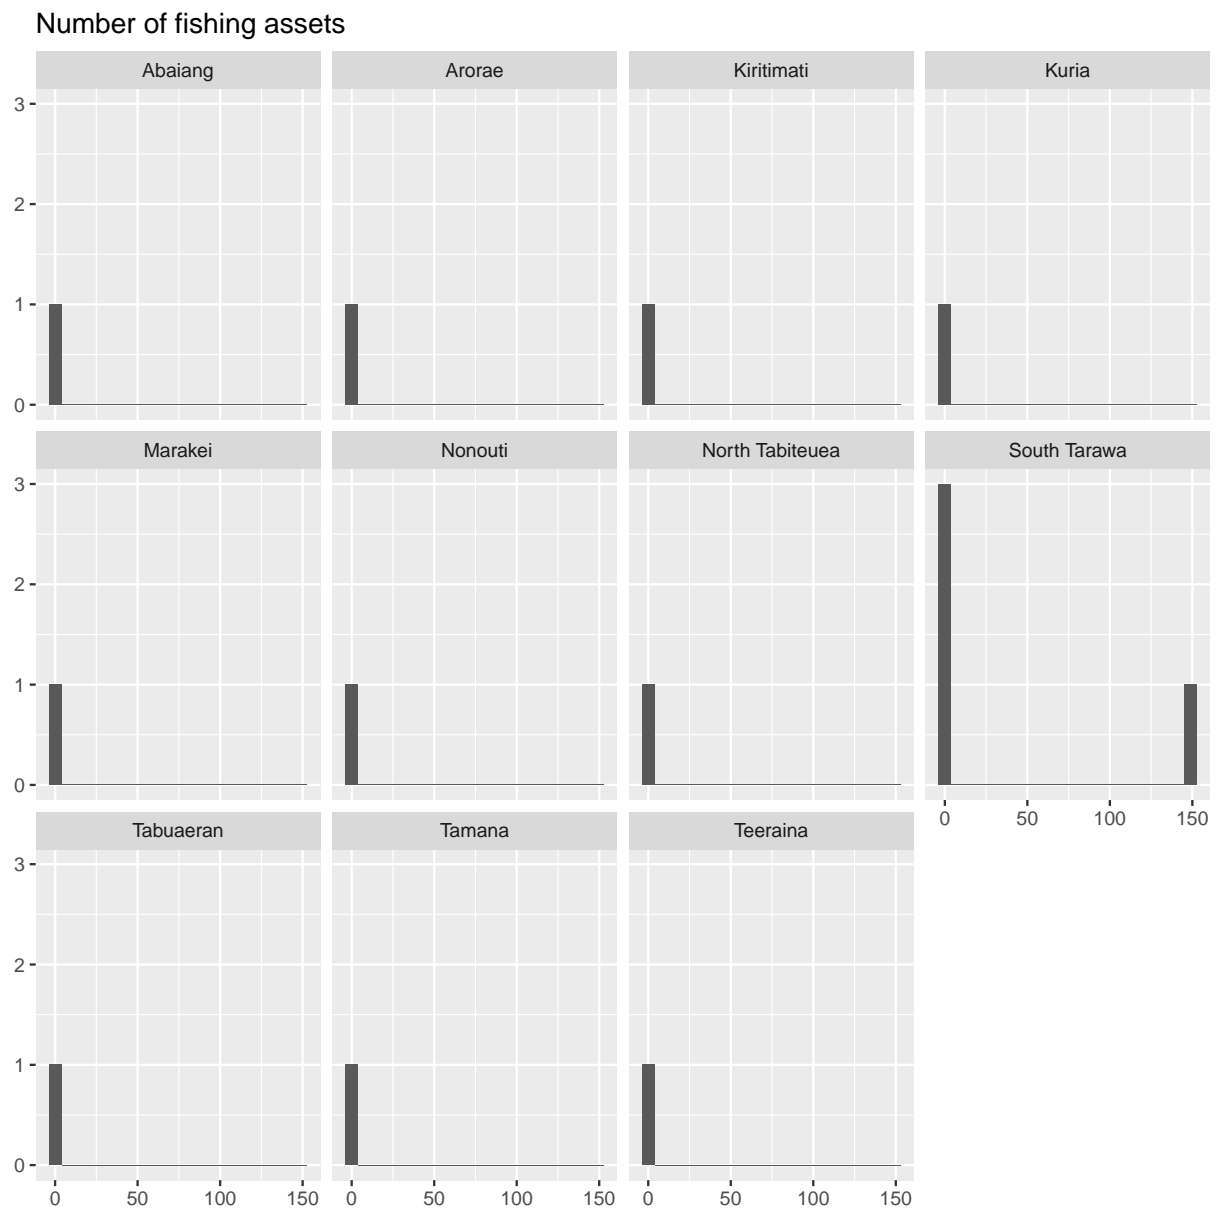 Number of fishing assets
Abaiang Arorae Kiritimati Kuria
3
2
1
0
Marakei Nonouti North Tabiteuea South Tarawa
3
2
1
0
0 50 100 150
Tabuaeran Tamana Teeraina
3
2
1
0
0 50 100 150 0 50 100 150 0 50 100 150